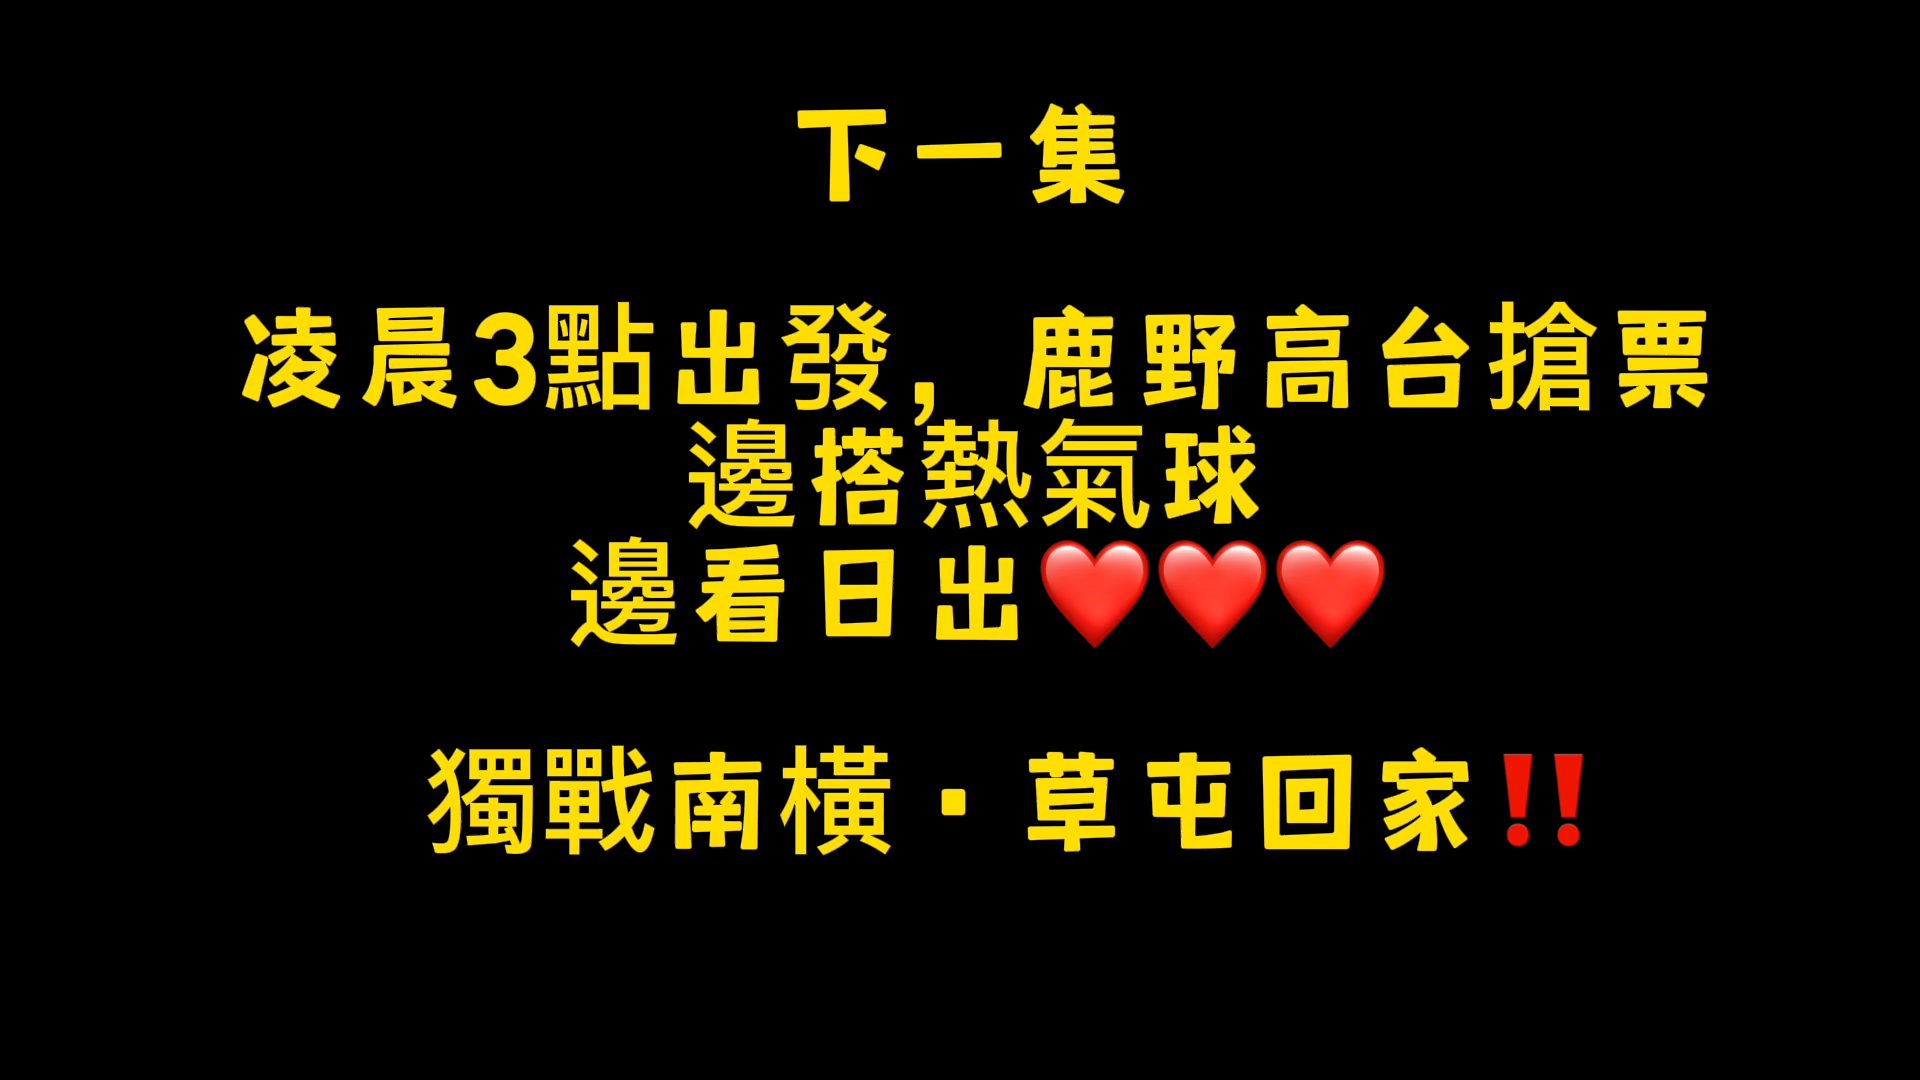 下一集
凌晨3點出發，鹿野高台搶票
邊搭熱氣球
邊看日出❤️❤️❤️
獨戰南橫·草屯回家‼️